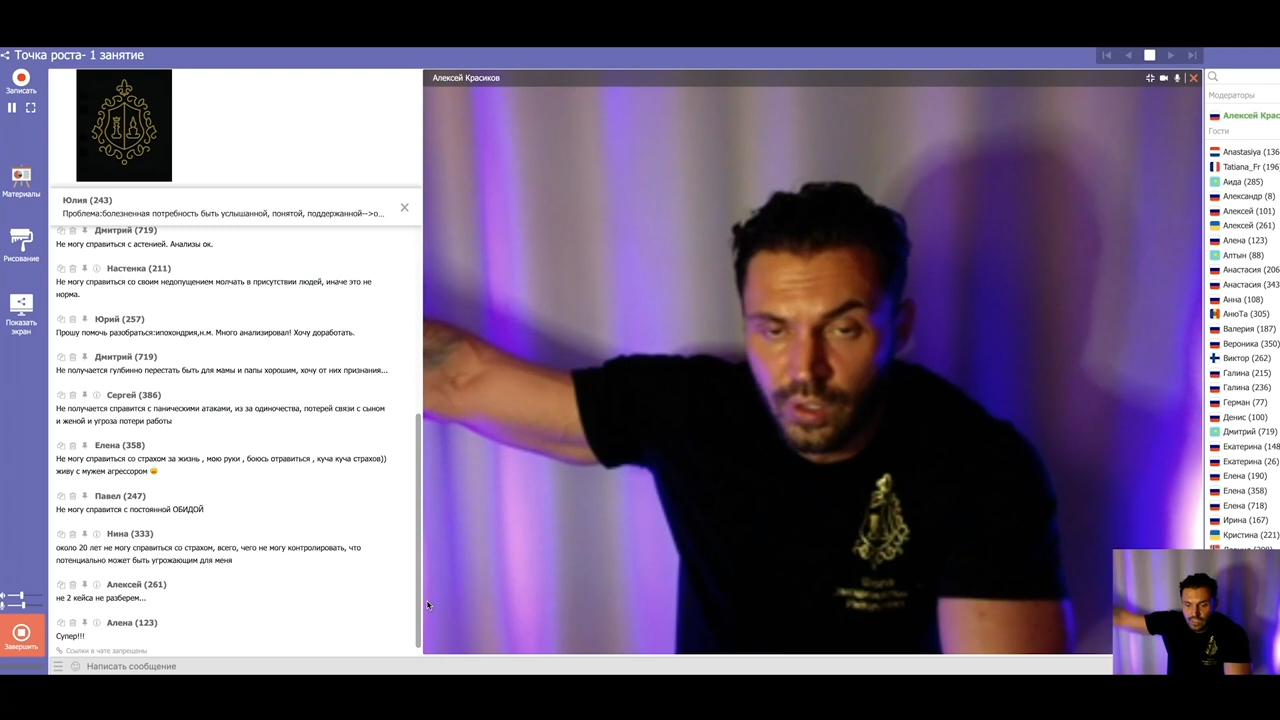 Точка роста- 1 занятие
Записать
Материалы
Рисование
Показать
экран
Завершить
Юлия (243)
Проблема:болезненная потребность быть услышанной, понятой, поддержанной-->о...
Дмитрий (719)
Не могу справиться с астенией. Анализы ок.
Настенка (211)
Не могу справиться со своим недопущением молчать в присутствии людей, иначе это не
норма.
Юрий (257)
Прошу помочь разобраться:ипохондрия,н.м. Много анализировал! Хочу доработать.
Дмитрий (719)
Не получается гулбинно перестать быть для мамы и папы хорошим, хочу от них признания...
Сергей (386)
Не получается справится с паническими атаками, из за одиночества, потерей связи с сыном
и женой и угроза потери работы
Елена (358)
Не могу справиться со страхом за жизнь , мою руки , боюсь отравиться , куча куча страхов))
живу с мужем агрессором
Павел (247)
Не могу справится с постоянной ОБИДОЙ
Нина (333)
около 20 лет не могу справиться со страхом, всего, чего не могу контролировать, что
потенциально может быть угрожающим для меня
Алексей (261)
не 2 кейса не разберем...
Алена (123)
Супер!!!
Ссылки в чате запрещены
Написать сообщение
Алексей Красиков
Модераторы
Алексей Крас
Гости
Anastasiya (136
Tatiana_Fr (196
Аида (285)
Александр (8)
Алексей (101)
Алексей (261)
Алена (123)
Алтын (88)
Анастасия (206
Анастасия (343
Анна (108)
АнюТа (305)
Валерия (187)
Вероника (350)
Виктор (262)
Галина (215)
Галина (236)
Герман (77)
Денис (100)
Дмитрий (719)
Екатерина (148
Екатерина (26)
Елена (190)
Елена (358)
Елена (718)
Ирина (167)
Кристина (221)